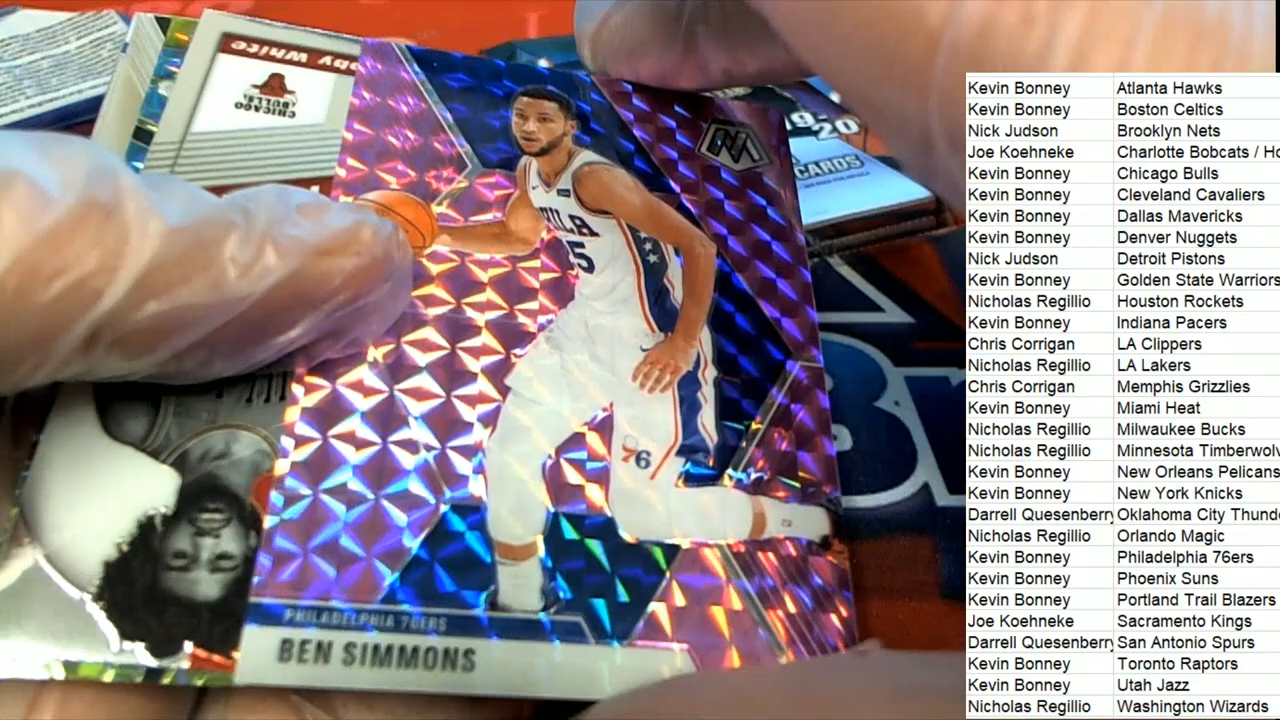 oby White
CHICAGO
BULLS
19-
20
CARDS
PHILA
25
76
PHILADELPHIA 76ERS
BEN SIMMONS
Kevin Bonney Atlanta Hawks
Kevin Bonney Boston Celtics
Nick Judson Brooklyn Nets
Joe Koehneke Charlotte Bobcats / Ho
Kevin Bonney Chicago Bulls
Kevin Bonney Cleveland Cavaliers
Kevin Bonney Dallas Mavericks
Kevin Bonney Denver Nuggets
Nick Judson Detroit Pistons
Kevin Bonney Golden State Warriors
Nicholas Regillio Houston Rockets
Kevin Bonney Indiana Pacers
Chris Corrigan LA Clippers
Nicholas Regillio LA Lakers
Chris Corrigan Memphis Grizzlies
Kevin Bonney Miami Heat
Nicholas Regillio Milwaukee Bucks
Nicholas Regillio Minnesota Timberwolv
Kevin Bonney New Orleans Pelicans
Kevin Bonney New York Knicks
Darrell Quesenberry Oklahoma City Thunde
Nicholas Regillio Orlando Magic
Kevin Bonney Philadelphia 76ers
Kevin Bonney Phoenix Suns
Kevin Bonney Portland Trail Blazers
Joe Koehneke Sacramento Kings
Darrell Quesenberry San Antonio Spurs
Kevin Bonney Toronto Raptors
Kevin Bonney Utah Jazz
Nicholas Regillio Washington Wizards